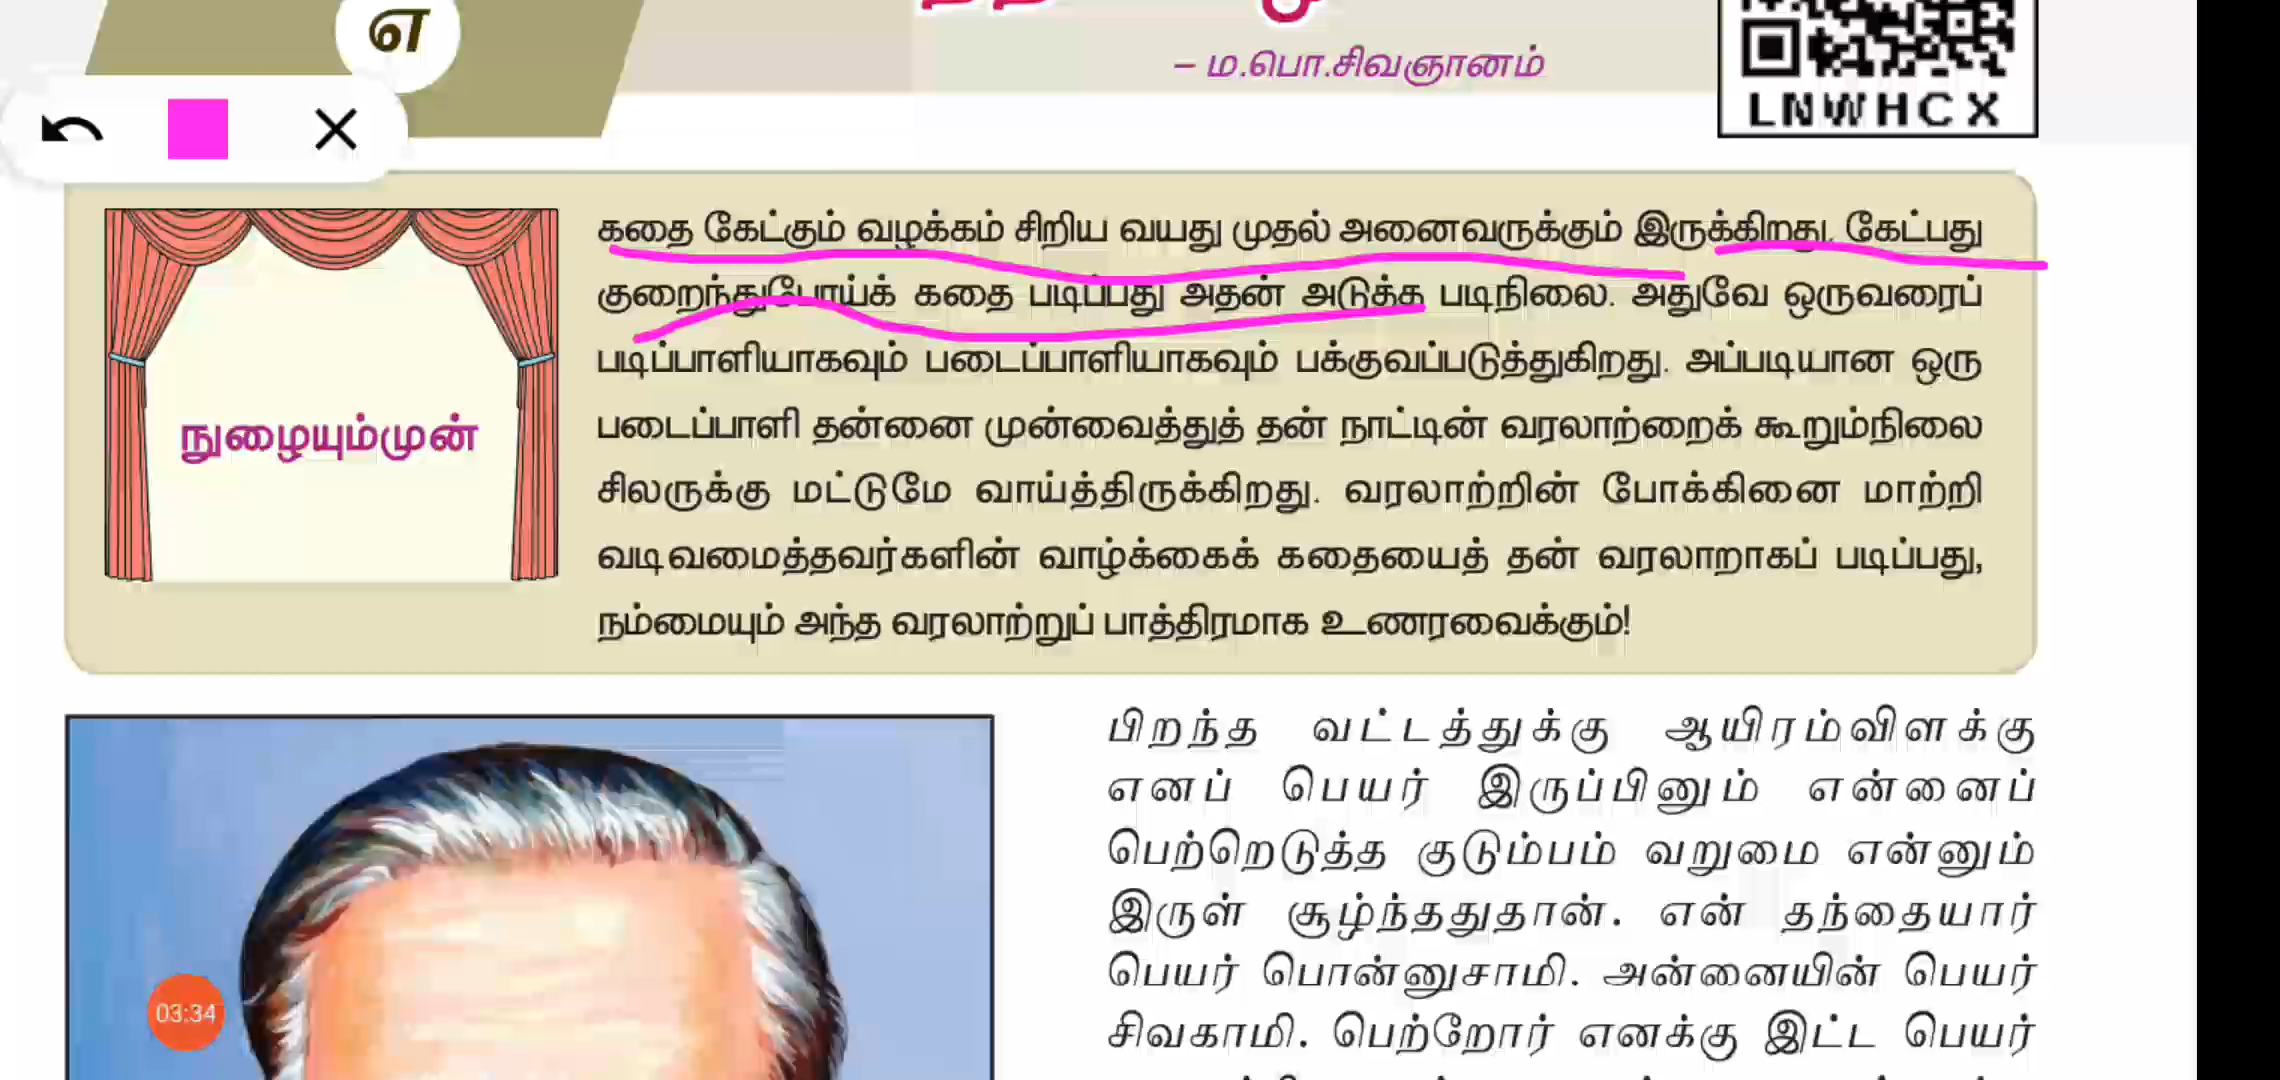 எ
– ம.பொ.சிவஞானம்
LNWHCX
கதை கேட்கும் வழக்கம் சிறிய வயது முதல் அனைவருக்கும் இருக்கிறது. கேட்பது
குறைந்துபோய்க் கதை படிப்பது அதன் அடுத்த படிநிலை. அதுவே ஒருவரைப்
படிப்பாளியாகவும் படைப்பாளியாகவும் பக்குவப்படுத்துகிறது. அப்படியான ஒரு
நுழையும்முன்
படைப்பாளி தன்னை முன்வைத்துத் தன் நாட்டின் வரலாற்றைக் கூறும்நிலை
சிலருக்கு மட்டுமே வாய்த்திருக்கிறது. வரலாற்றின் போக்கினை மாற்றி
வடிவமைத்தவர்களின் வாழ்க்கைக் கதையைத் தன் வரலாறாகப் படிப்பது,
நம்மையும் அந்த வரலாற்றுப் பாத்திரமாக உணரவைக்கும்!
பிறந்த வட்டத்துக்கு ஆயிரம்விளக்கு
எனப் பெயர் இருப்பினும் என்னைப்
பெற்றெடுத்த குடும்பம் வறுமை என்னும்
இருள் சூழ்ந்ததுதான். என் தந்தையார்
பெயர் பொன்னுசாமி. அன்னையின் பெயர்
சிவகாமி. பெற்றோர் எனக்கு இட்ட பெயர்
03:34